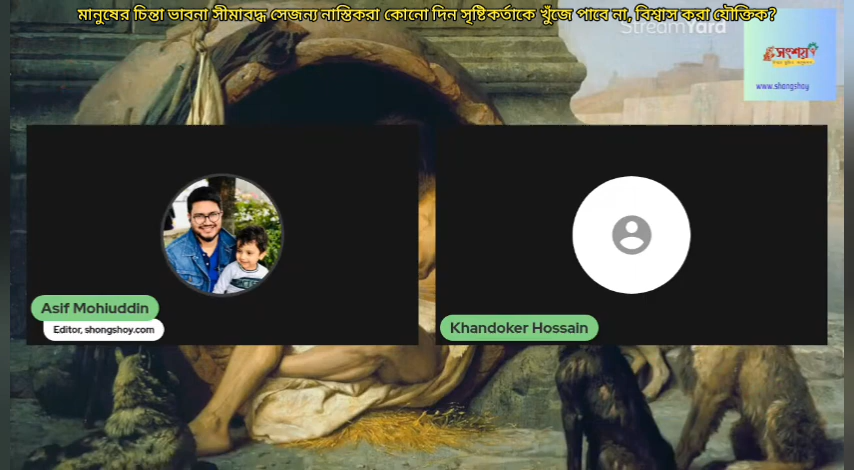 মানুষের চিন্তা ভাবনা সীমাবদ্ধ সেজন্য নাস্তিকরা কোনো দিন সৃষ্টিকর্তাকে খুঁজে পাবে না, বিশ্বাস করা যৌক্তিক?
StreamYard
সংশয়
www.shongshoy
Asif Mohiuddin
Editor, shongshoy.com
Khandoker Hossain